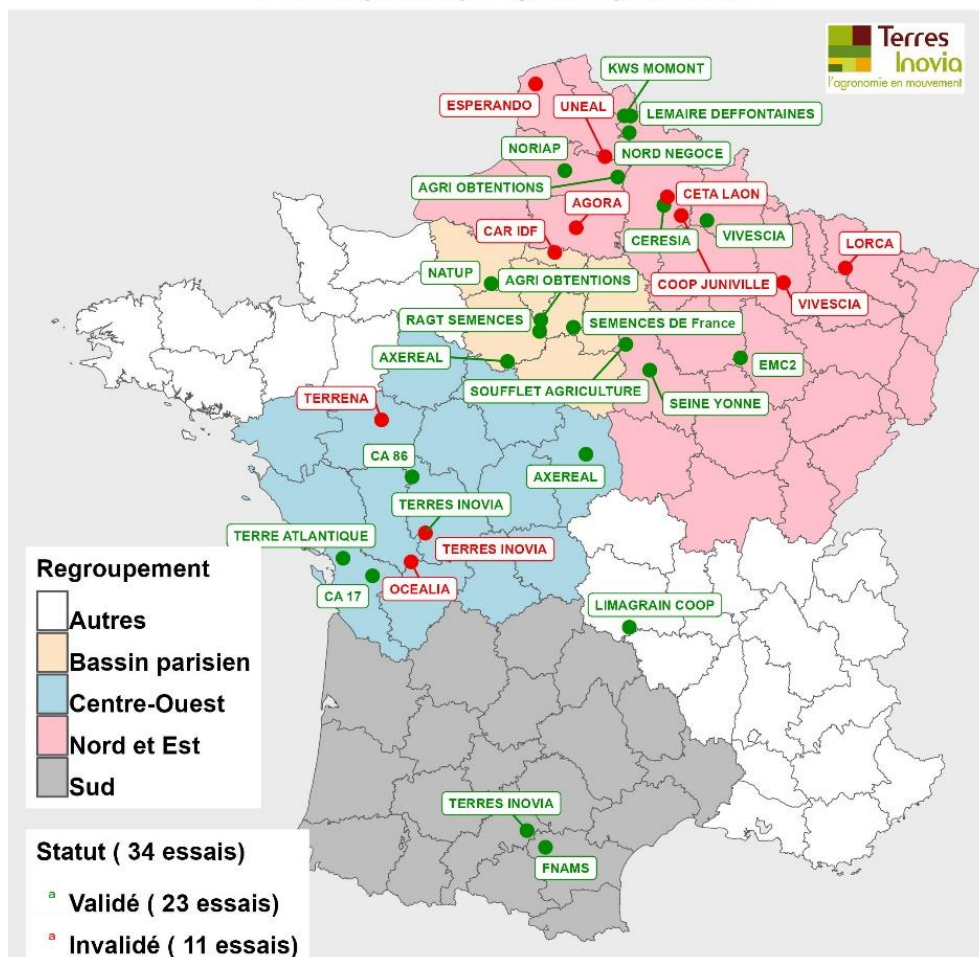 Terres
Inovia
l'agronomie en mouvement
KWS MOMONT
ESPERANDO
UNEAL
LEMAIRE DEFFONTAINES
NORIAP
NORD NEGOCE
AGRI OBTENTIONS
CETA LAON
AGORA
CAR IDF
CERESIA
VIVESCIA
LORCA
NATUP
AGRI OBTENTIONS
COOP JUNIVILLE
VIVESCIA
RAGT SEMENCES
SEMENCES DE France
AXEREAL
EMC2
SOUFFLET AGRICULTURE
SEINE YONNE
TERRENA
CA 86
AXEREAL
TERRES INOVIA
TERRE ATLANTIQUE
TERRES INOVIA
OCEALIA
CA 17
LIMAGRAIN COOP
TERRES INOVIA
FNAMS
Regroupement
Autres
Bassin parisien
Centre-Ouest
Nord et Est
Sud
Statut ( 34 essais)
a Validé ( 23 essais)
a Invalidé ( 11 essais)